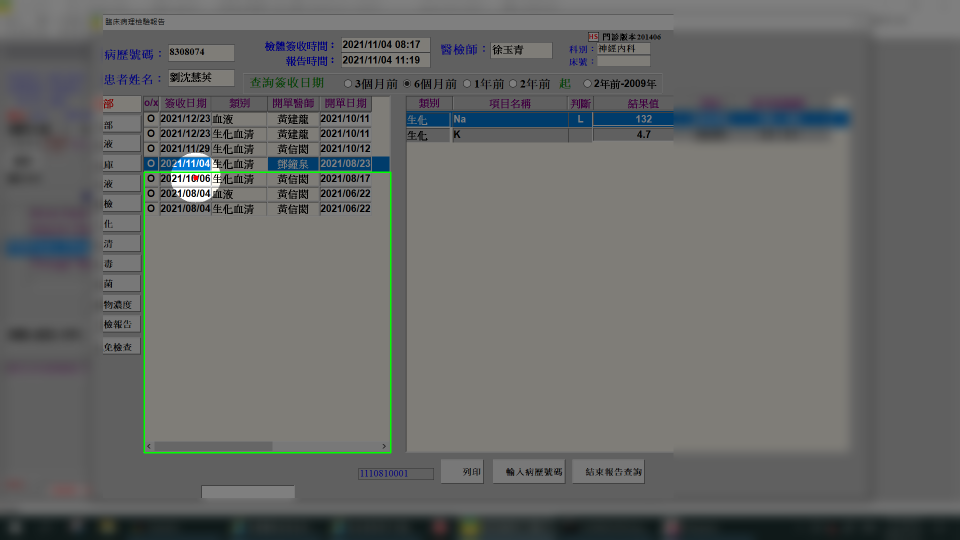 臨床病理檢驗報告
病歷號碼： 8308074
檢體簽收時間： 2021/11/04 08:17
報告時間： 2021/11/04 11:19
醫檢師： 徐玉青
HS 門診版本201406
科別： 神經內科
床號：
患者姓名：
查詢簽收日期 3個月前 6個月前 1年前 2年前 起 2年前-2009年
部 o/x 簽收日期 類別 開單醫師 開單日期
O 2021/12/23 血液 黃建龍 2021/10/11
O 2021/12/23 生化血清 黃建龍 2021/10/11
O 2021/11/29 生化血清 黃信閎 2021/10/12
O 2021/11/04 生化血清 2021/08/23
O 2021/10/06 生化血清 黃信閎 2021/08/17
O 2021/08/04 血液 黃信閎 2021/06/22
O 2021/08/04 生化血清 黃信閎 2021/06/22
部
液
庫
液
檢
化
清
毒
菌
物濃度
檢報告
免檢查
類別 項目名稱 判斷 結果值
生化 Na L 132
生化 K 4.7
1110810001 列印 輸入病歷號碼 結束報告查詢